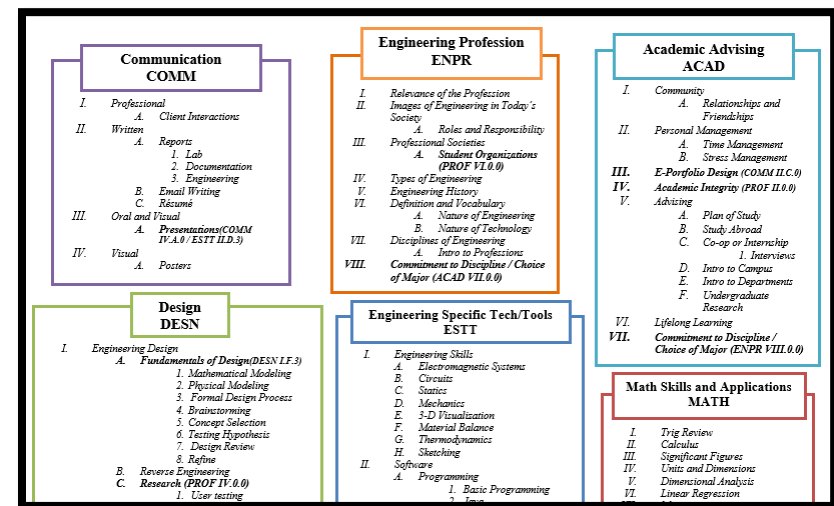 Communication
COMM
I. Professional
A. Client Interactions
II. Written
A. Reports
1. Lab
2. Documentation
3. Engineering
B. Email Writing
C. Résumé
III. Oral and Visual
A. Presentations(COMM
IV.A.0 / ESTT II.D.3)
IV. Visual
A. Posters
Engineering Profession
ENPR
I. Relevance of the Profession
II. Images of Engineering in Today's
Society
A. Roles and Responsibility
III. Professional Societies
A. Student Organizations
(PROF VI.0.0)
IV. Types of Engineering
V. Engineering History
VI. Definition and Vocabulary
A. Nature of Engineering
B. Nature of Technology
VII. Disciplines of Engineering
A. Intro to Professions
VIII. Commitment to Discipline / Choice
of Major (ACAD VII.0.0)
Academic Advising
ACAD
I. Community
A. Relationships and
Friendships
II. Personal Management
A. Time Management
B. Stress Management
III. E-Portfolio Design (COMM II.C.0)
IV. Academic Integrity (PROF II.0.0)
V. Advising
A. Plan of Study
B. Study Abroad
C. Co-op or Internship
1. Interviews
D. Intro to Campus
E. Intro to Departments
F. Undergraduate
Research
VI. Lifelong Learning
VII. Commitment to Discipline /
Choice of Major (ENPR VIII.0.0)
Design
DESN
I. Engineering Design
A. Fundamentals of Design(DESN I.F.3)
1. Mathematical Modeling
2. Physical Modeling
3. Formal Design Process
4. Brainstorming
5. Concept Selection
6. Testing Hypothesis
7. Design Review
8. Refine
B. Reverse Engineering
C. Research (PROF IV.0.0)
1. User testing
Engineering Specific Tech/Tools
ESTT
I. Engineering Skills
A. Electromagnetic Systems
B. Circuits
C. Statics
D. Mechanics
E. 3-D Visualization
F. Material Balance
G. Thermodynamics
H. Sketching
II. Software
A. Programming
1. Basic Programming
2. Java
Math Skills and Applications
MATH
I. Trig Review
II. Calculus
III. Significant Figures
IV. Units and Dimensions
V. Dimensional Analysis
VI. Linear Regression